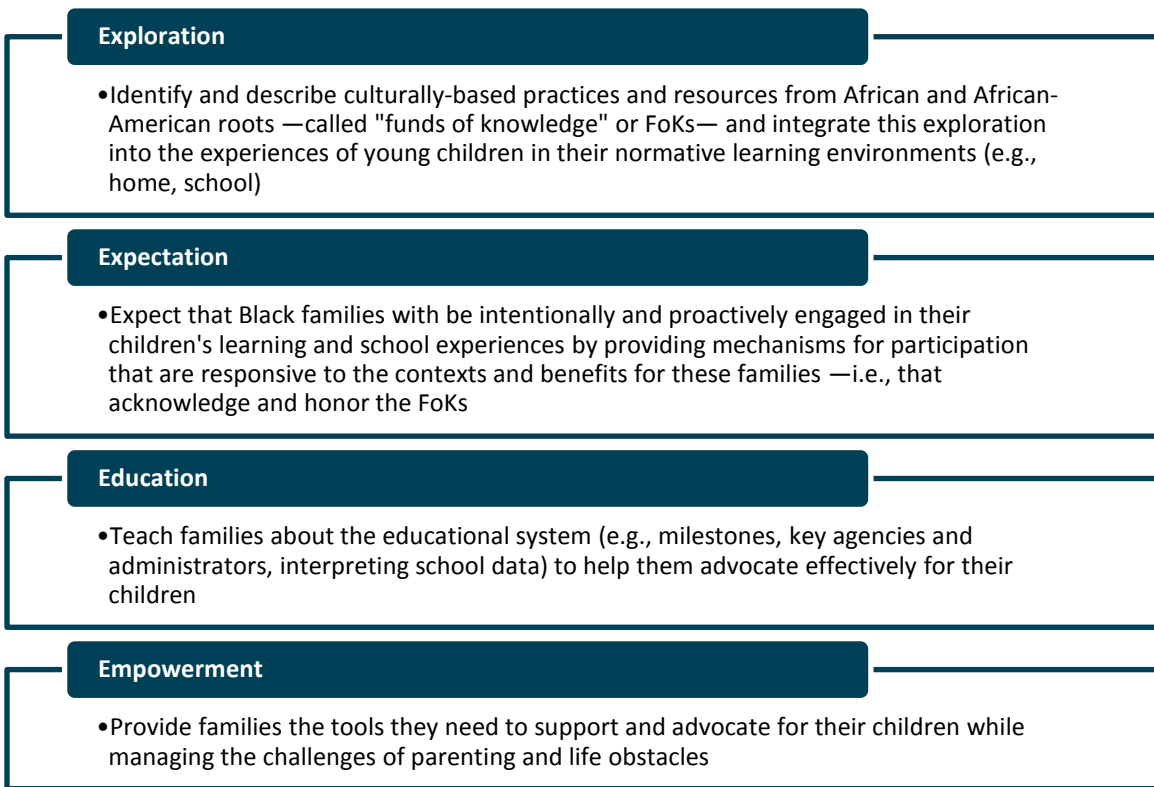 Exploration
•Identify and describe culturally-based practices and resources from African and African-
American roots —called "funds of knowledge" or FoKs— and integrate this exploration
into the experiences of young children in their normative learning environments (e.g.,
home, school)
Expectation
•Expect that Black families with be intentionally and proactively engaged in their
children's learning and school experiences by providing mechanisms for participation
that are responsive to the contexts and benefits for these families —i.e., that
acknowledge and honor the FoKs
Education
•Teach families about the educational system (e.g., milestones, key agencies and
administrators, interpreting school data) to help them advocate effectively for their
children
Empowerment
•Provide families the tools they need to support and advocate for their children while
managing the challenges of parenting and life obstacles